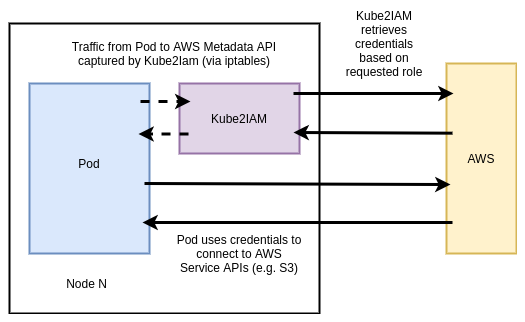 Kube2IAM
retrieves
credentials
based on
requested role
Traffic from Pod to AWS Metadata API
captured by Kube2Iam (via iptables)
Kube2IAM
Pod
AWS
Pod uses credentials to
connect to AWS
Service APIs (e.g. S3)
Node N